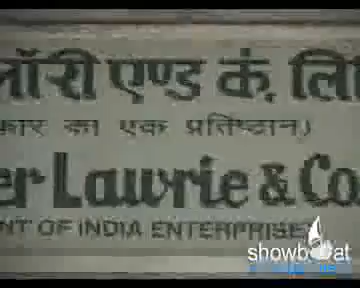 लॉरी एण्ड कं. लि
कार का एक प्रतिष्ठान)
er Lawrie & Co.
NT OF INDIA ENTERPRISE
showboat